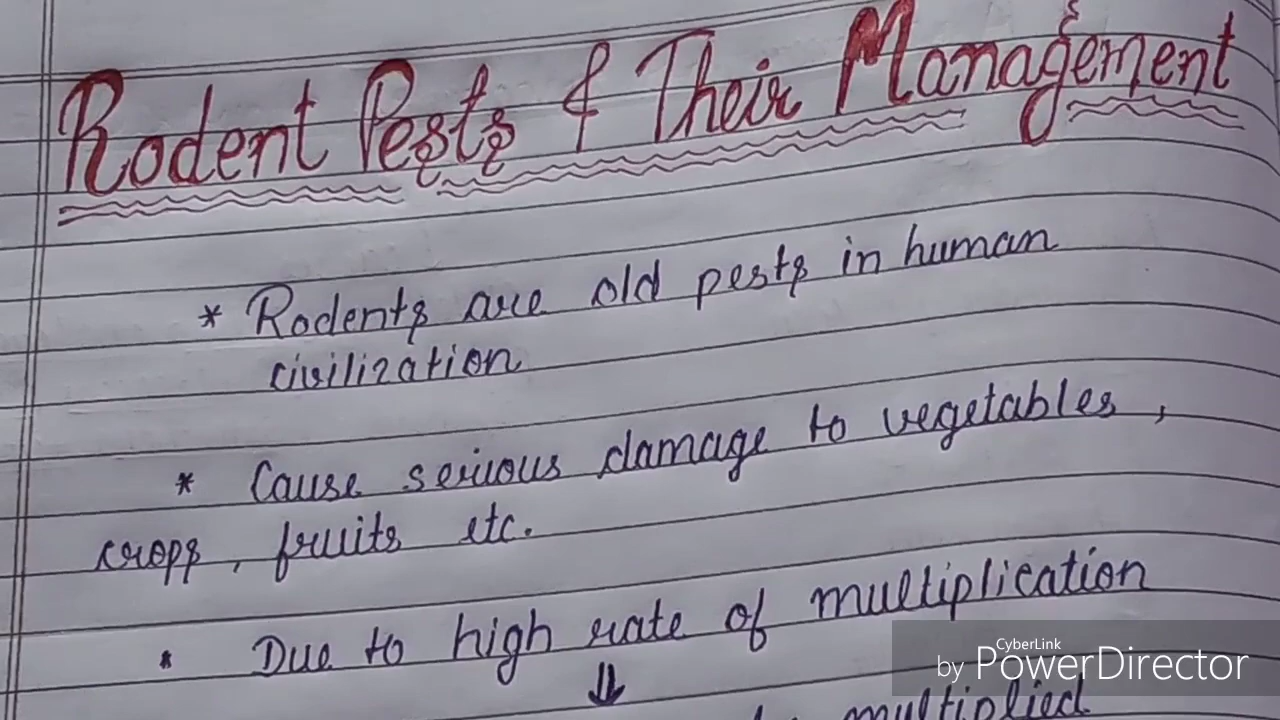 Rodent Pests & Their Management
* Rodents are old pests in human
civilization
* Cause serious damage to vegetables,
crops, fruits etc.
* Due to high rate of multiplication
⇓
multiplied
CyberLink
by PowerDirector